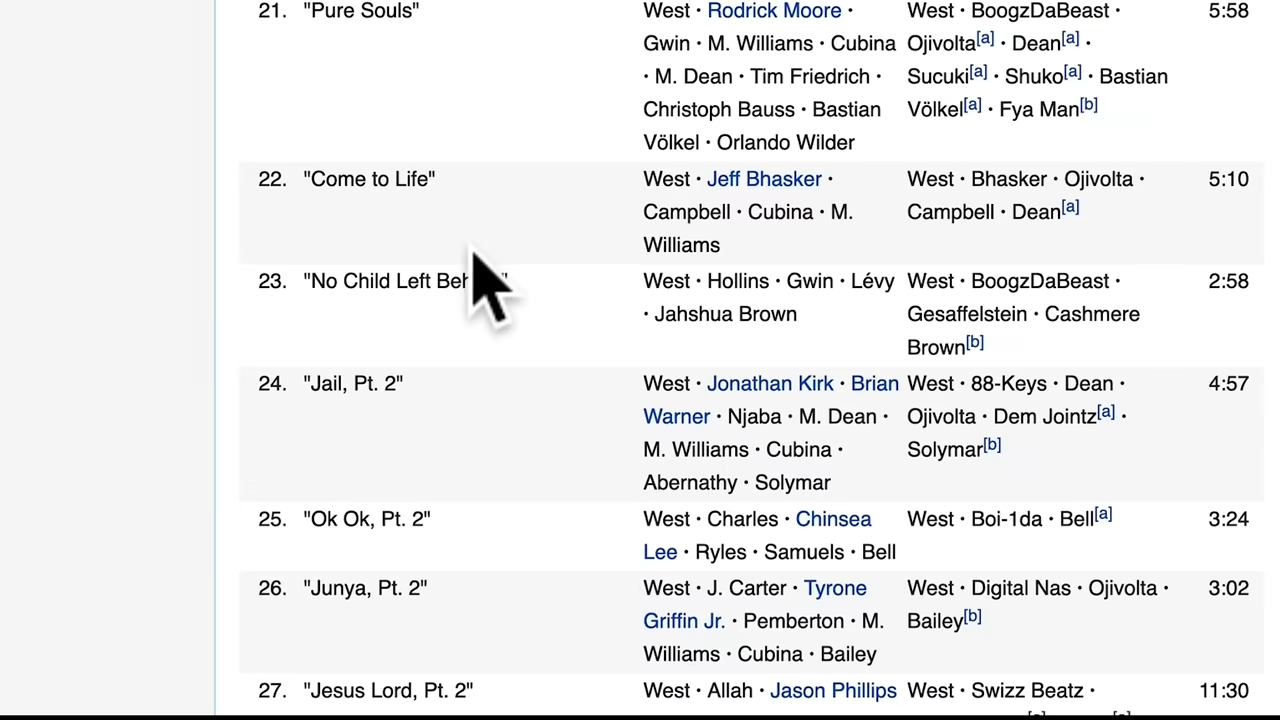 21. "Pure Souls" West · Rodrick Moore · West · BoogzDaBeast · 5:58
Gwin · M. Williams · Cubina Ojivolta[a] · Dean[a] ·
· M. Dean · Tim Friedrich · Sucuki[a] · Shuko[a] · Bastian
Christoph Bauss · Bastian Völkel[a] · Fya Man[b]
Völkel · Orlando Wilder
22. "Come to Life" West · Jeff Bhasker · West · Bhasker · Ojivolta · 5:10
Campbell · Cubina · M. Campbell · Dean[a]
Williams
23. "No Child Left West · Hollins · Gwin · Lévy West · BoogzDaBeast · 2:58
· Jahshua Brown Gesaffelstein · Cashmere
Brown[b]
24. "Jail, Pt. 2" West · Jonathan Kirk · Brian West · 88-Keys · Dean · 4:57
Warner · Njaba · M. Dean · Ojivolta · Dem Jointz[a] ·
M. Williams · Cubina · Solymar[b]
Abernathy · Solymar
25. "Ok Ok, Pt. 2" West · Charles · Chinsea West · Boi-1da · Bell[a] 3:24
Lee · Ryles · Samuels · Bell
26. "Junya, Pt. 2" West · J. Carter · Tyrone West · Digital Nas · Ojivolta · 3:02
Griffin Jr. · Pemberton · M. Bailey[b]
Williams · Cubina · Bailey
27. "Jesus Lord, Pt. 2" West · Allah · Jason Phillips West · Swizz Beatz · 11:30